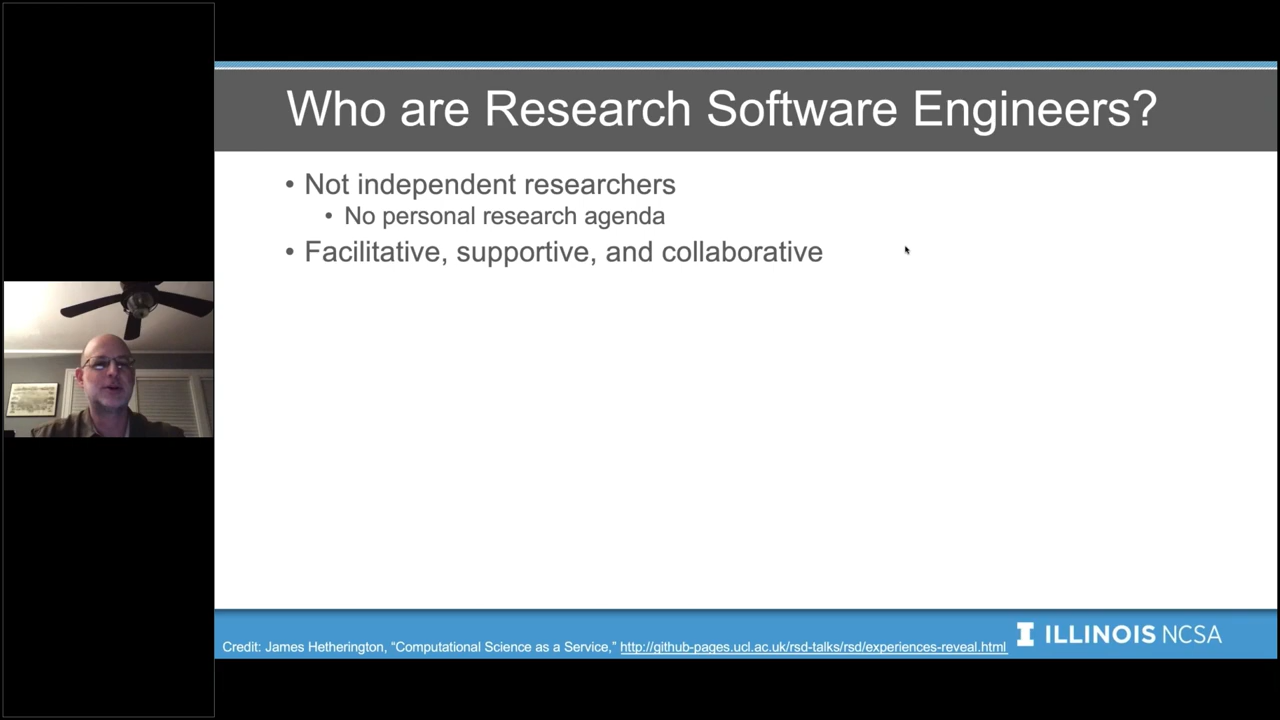 Who are Research Software Engineers?
• Not independent researchers
• No personal research agenda
• Facilitative, supportive, and collaborative
Credit: James Hetherington, “Computational Science as a Service,” http://github-pages.ucl.ac.uk/rsd-talks/rsd/experiences-reveal.html
I ILLINOIS NCSA